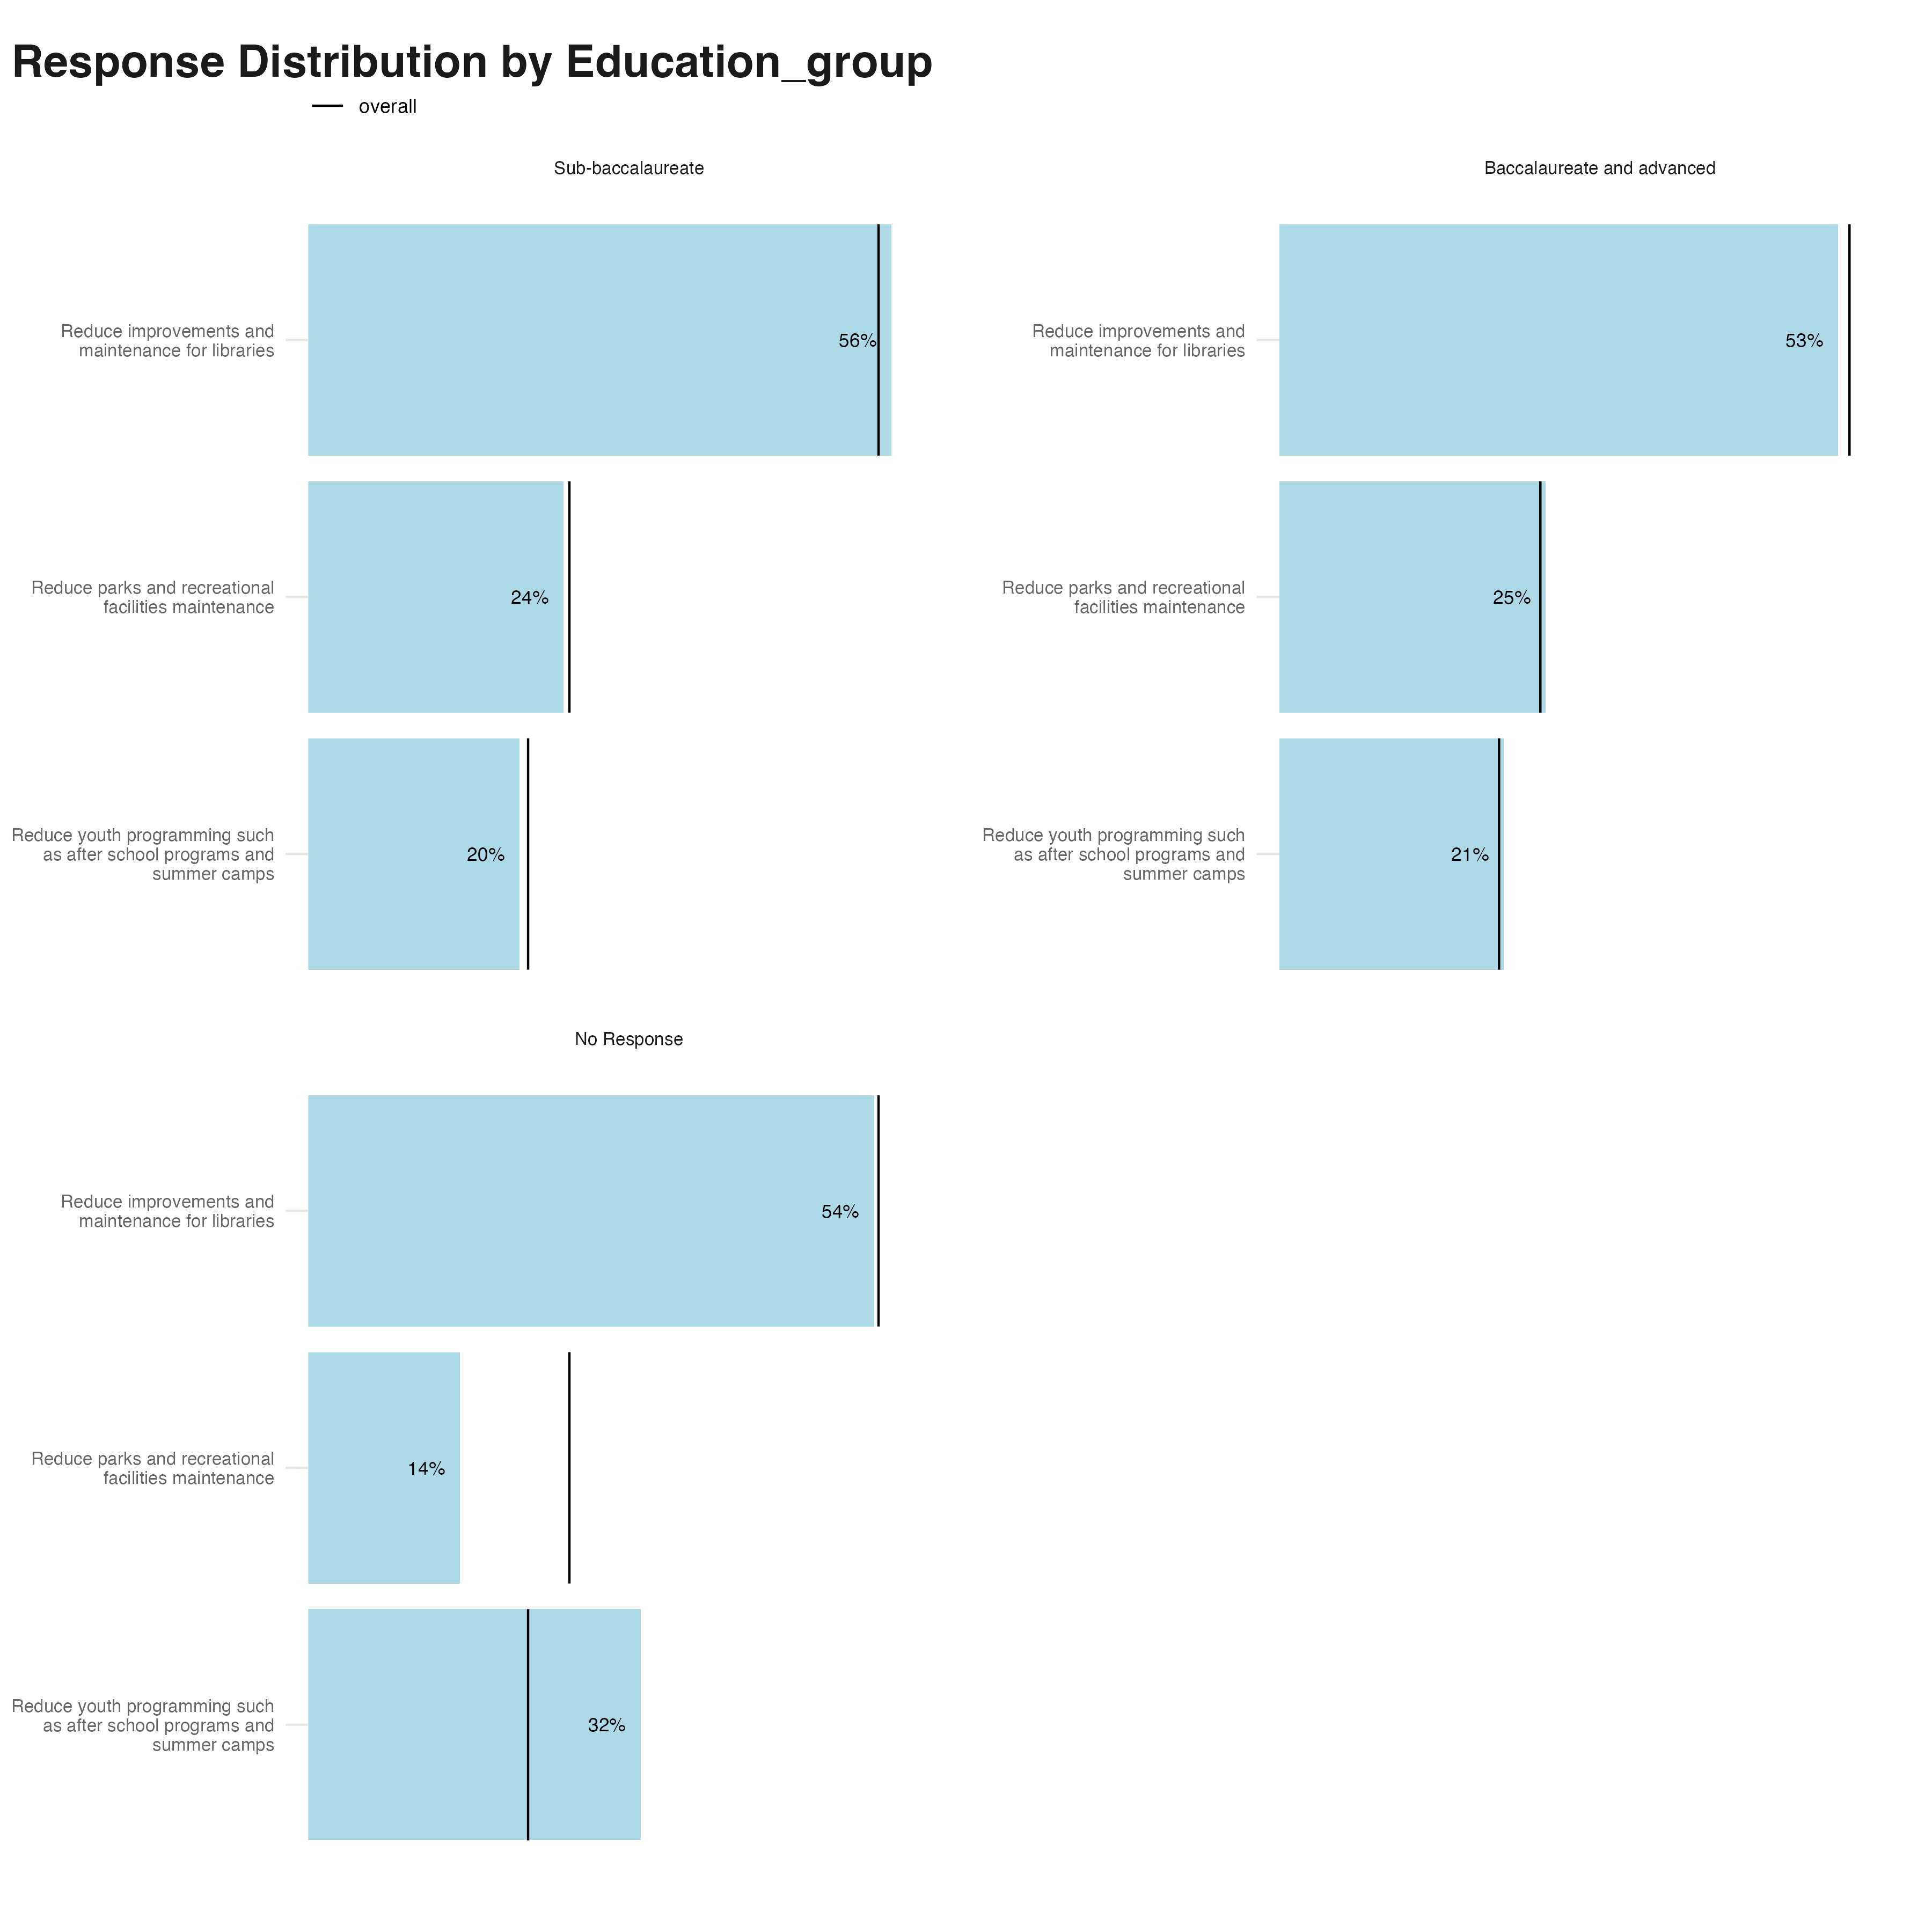 Response Distribution by Education_group
overall
Sub-baccalaureate
Reduce improvements and
maintenance for libraries
56%
Reduce parks and recreational
facilities maintenance
24%
Reduce youth programming such
as after school programs and
summer camps
20%
Baccalaureate and advanced
Reduce improvements and
maintenance for libraries
53%
Reduce parks and recreational
facilities maintenance
25%
Reduce youth programming such
as after school programs and
summer camps
21%
No Response
Reduce improvements and
maintenance for libraries
54%
Reduce parks and recreational
facilities maintenance
14%
Reduce youth programming such
as after school programs and
summer camps
32%